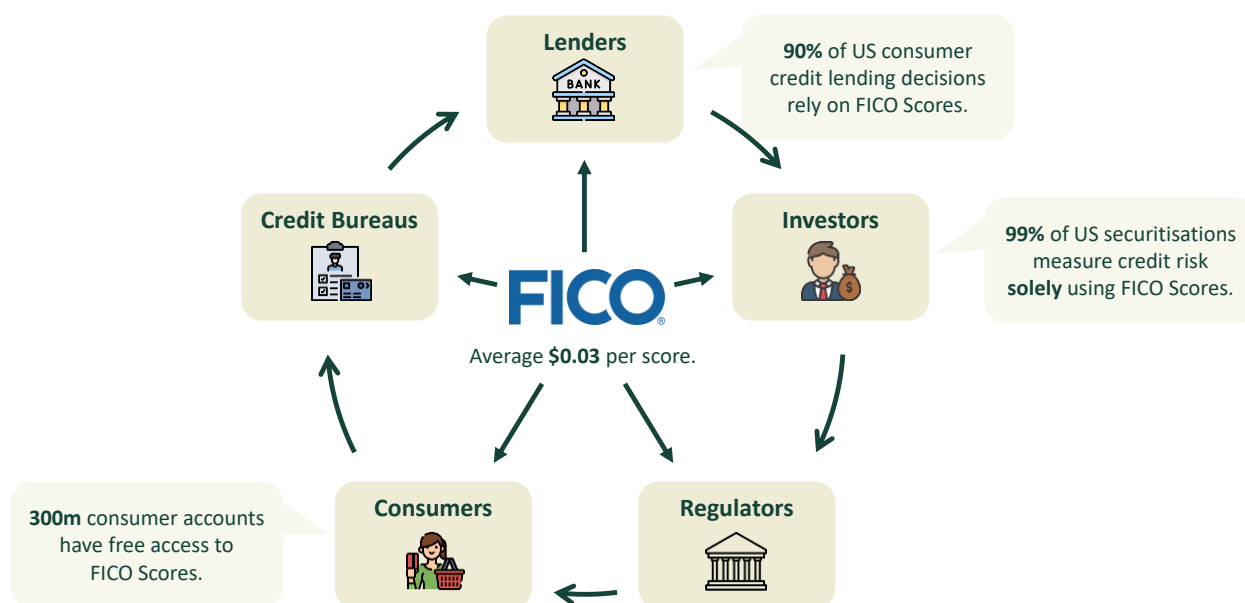 Lenders
BANK
90% of US consumer
credit lending decisions
rely on FICO Scores.
Credit Bureaus
Investors
$
99% of US securitisations
measure credit risk
solely using FICO Scores.
FICO®
Average $0.03 per score.
Consumers
Regulators
300m consumer accounts
have free access to
FICO Scores.